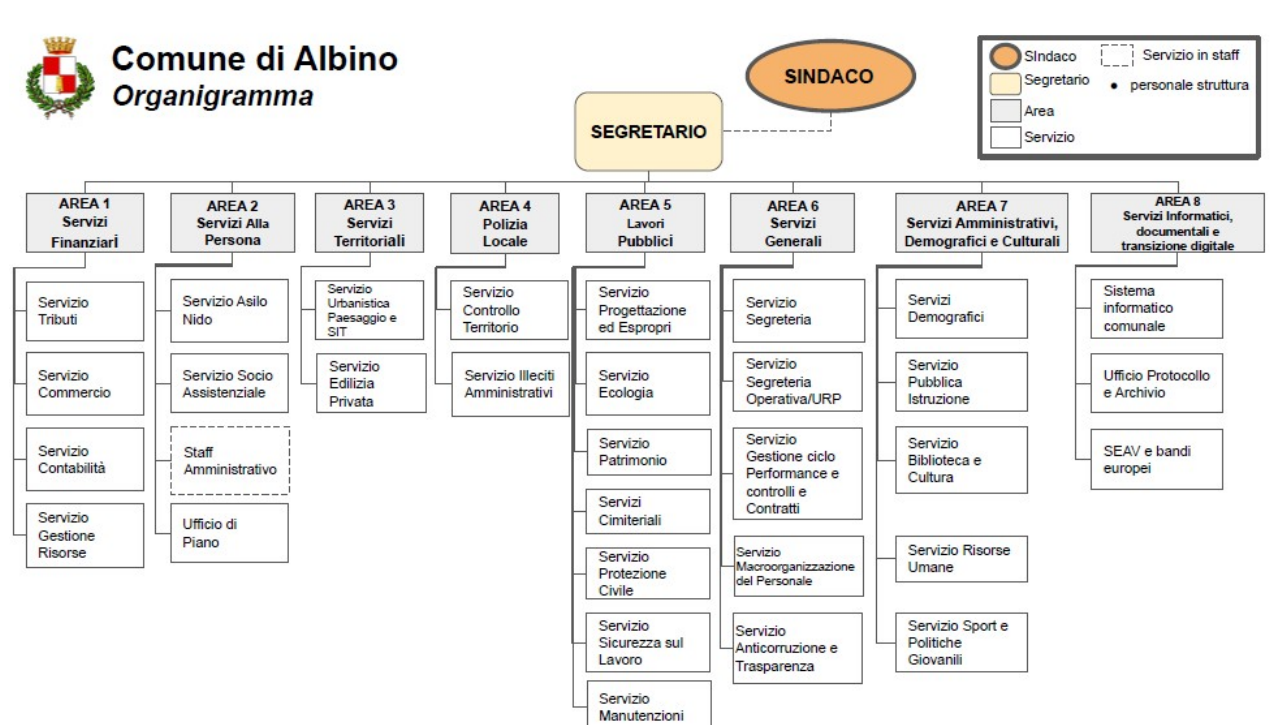 Comune di Albino
Organigramma
SINDACO
SEGRETARIO
SIndaco
Servizio in staff
Segretario
personale struttura
Area
Servizio
AREA 1
Servizi
Finanziari
Servizio
Tributi
Servizio
Commercio
Servizio
Contabilità
Servizio
Gestione
Risorse
AREA 2
Servizi Alla
Persona
Servizio Asilo
Nido
Servizio Socio
Assistenziale
Staff
Amministrativo
Ufficio di
Piano
AREA 3
Servizi
Territoriali
Servizio
Urbanistica
Paesaggio e
SIT
Servizio
Edilizia
Privata
AREA 4
Polizia
Locale
Servizio
Controllo
Territorio
Servizio Illeciti
Amministrativi
AREA 5
Lavori
Pubblici
Servizio
Progettazione
ed Espropri
Servizio
Ecologia
Servizio
Patrimonio
Servizi
Cimiteriali
Servizio
Protezione
Civile
Servizio
Sicurezza sul
Lavoro
Servizio
Manutenzioni
AREA 6
Servizi
Generali
Servizio
Segreteria
Servizio
Segreteria
Operativa/URP
Servizio
Gestione ciclo
Performance e
controlli e
Contratti
Servizio
Macroorganizzazione
del Personale
Servizio
Anticorruzione e
Trasparenza
AREA 7
Servizi Amministrativi,
Demografici e Culturali
Servizi
Demografici
Servizio
Pubblica
Istruzione
Servizio
Biblioteca e
Cultura
Servizio Risorse
Umane
Servizio Sport e
Politiche
Giovanili
AREA 8
Servizi Informatici,
documentali e
transizione digitale
Sistema
informatico
comunale
Ufficio Protocollo
e Archivio
SEAV e bandi
europei